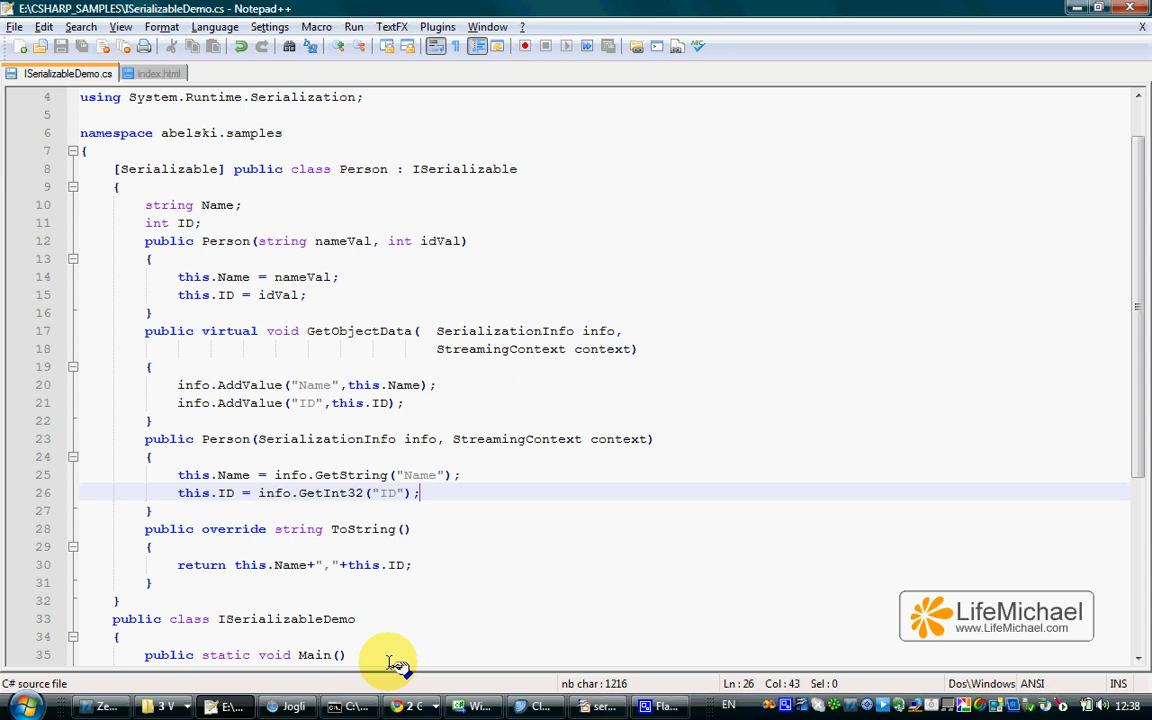 E:\CSHARP_SAMPLES\ISerializableDemo.cs - Notepad++
File Edit Search View Format Language Settings Macro Run TextFX Plugins Window ? X
ISerializableDemo.cs index.html
4 using System.Runtime.Serialization;
5
6 namespace abelski.samples
7 {
8 [Serializable] public class Person : ISerializable
9 {
10 string Name;
11 int ID;
12 public Person(string nameVal, int idVal)
13 {
14 this.Name = nameVal;
15 this.ID = idVal;
16 }
17 public virtual void GetObjectData( SerializationInfo info,
18 StreamingContext context)
19 {
20 info.AddValue("Name",this.Name);
21 info.AddValue("ID",this.ID);
22 }
23 public Person(SerializationInfo info, StreamingContext context)
24 {
25 this.Name = info.GetString("Name");
26 this.ID = info.GetInt32("ID");
27 }
28 public override string ToString()
29 {
30 return this.Name+","+this.ID;
31 }
32 }
33 public class ISerializableDemo
34 {
35 public static void Main()
LifeMichael
www.LifeMichael.com
C# source file nb char : 1216 Ln : 26 Col : 43 Sel : 0 Dos\Windows ANSI INS
Ze... 3 V E:\... Jogli C:\... 2 C Wi... Cl... ser... Fla... EN 12:38